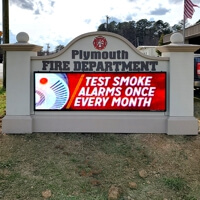 Plymouth
FIRE DEPARTMENT
TEST SMOKE
ALARMS ONCE
EVERY MONTH